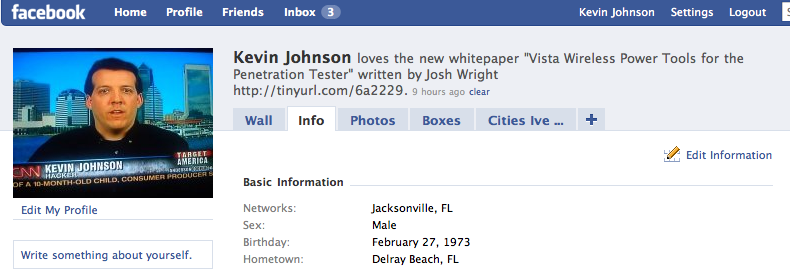 facebook Home Profile Friends Inbox 3 Kevin Johnson Settings Logout S
Kevin Johnson loves the new whitepaper "Vista Wireless Power Tools for the
Penetration Tester" written by Josh Wright
http://tinyurl.com/6a2229. 9 hours ago clear
Wall Info Photos Boxes Cities Ive ... +
CNN KEVIN JOHNSON
HACKER
TARGET
AMERICA
OF A 10-MONTH-OLD CHILD, CONSUMER PRODUCER S
Edit My Profile
Write something about yourself.
Edit Information
Basic Information
Networks: Jacksonville, FL
Sex: Male
Birthday: February 27, 1973
Hometown: Delray Beach, FL